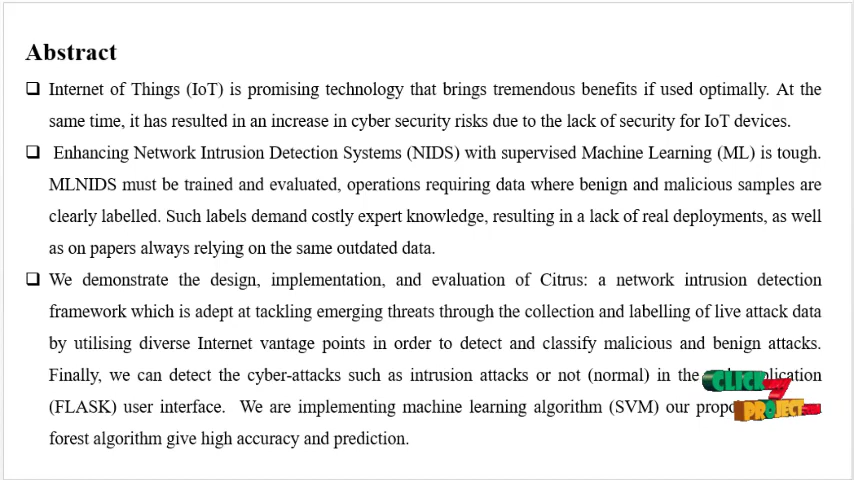 Abstract
❑ Internet of Things (IoT) is promising technology that brings tremendous benefits if used optimally. At the
same time, it has resulted in an increase in cyber security risks due to the lack of security for IoT devices.
❑ Enhancing Network Intrusion Detection Systems (NIDS) with supervised Machine Learning (ML) is tough.
MLNIDS must be trained and evaluated, operations requiring data where benign and malicious samples are
clearly labelled. Such labels demand costly expert knowledge, resulting in a lack of real deployments, as well
as on papers always relying on the same outdated data.
❑ We demonstrate the design, implementation, and evaluation of Citrus: a network intrusion detection
framework which is adept at tackling emerging threats through the collection and labelling of live attack data
by utilising diverse Internet vantage points in order to detect and classify malicious and benign attacks.
Finally, we can detect the cyber-attacks such as intrusion attacks or not (normal) in the
(FLASK) user interface. We are implementing machine learning algorithm (SVM) our
forest algorithm give high accuracy and prediction.
CLICK
PROJECT